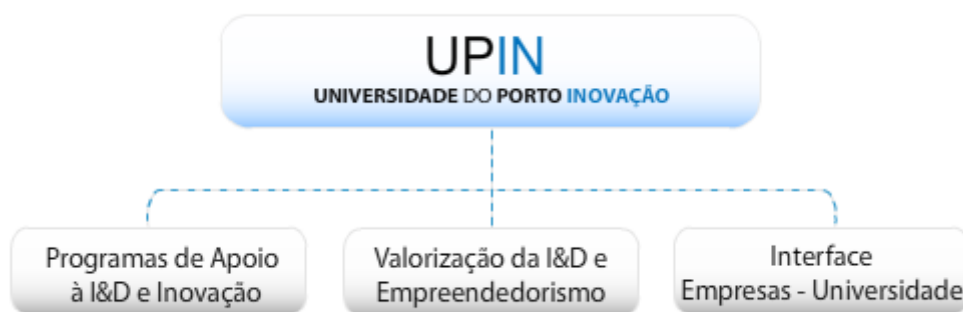 UPIN
UNIVERSIDADE DO PORTO INOVAÇÃO
Programas de Apoio
à I&D e Inovação
Valorização da I&D e
Empreendedorismo
Interface
Empresas - Universidade